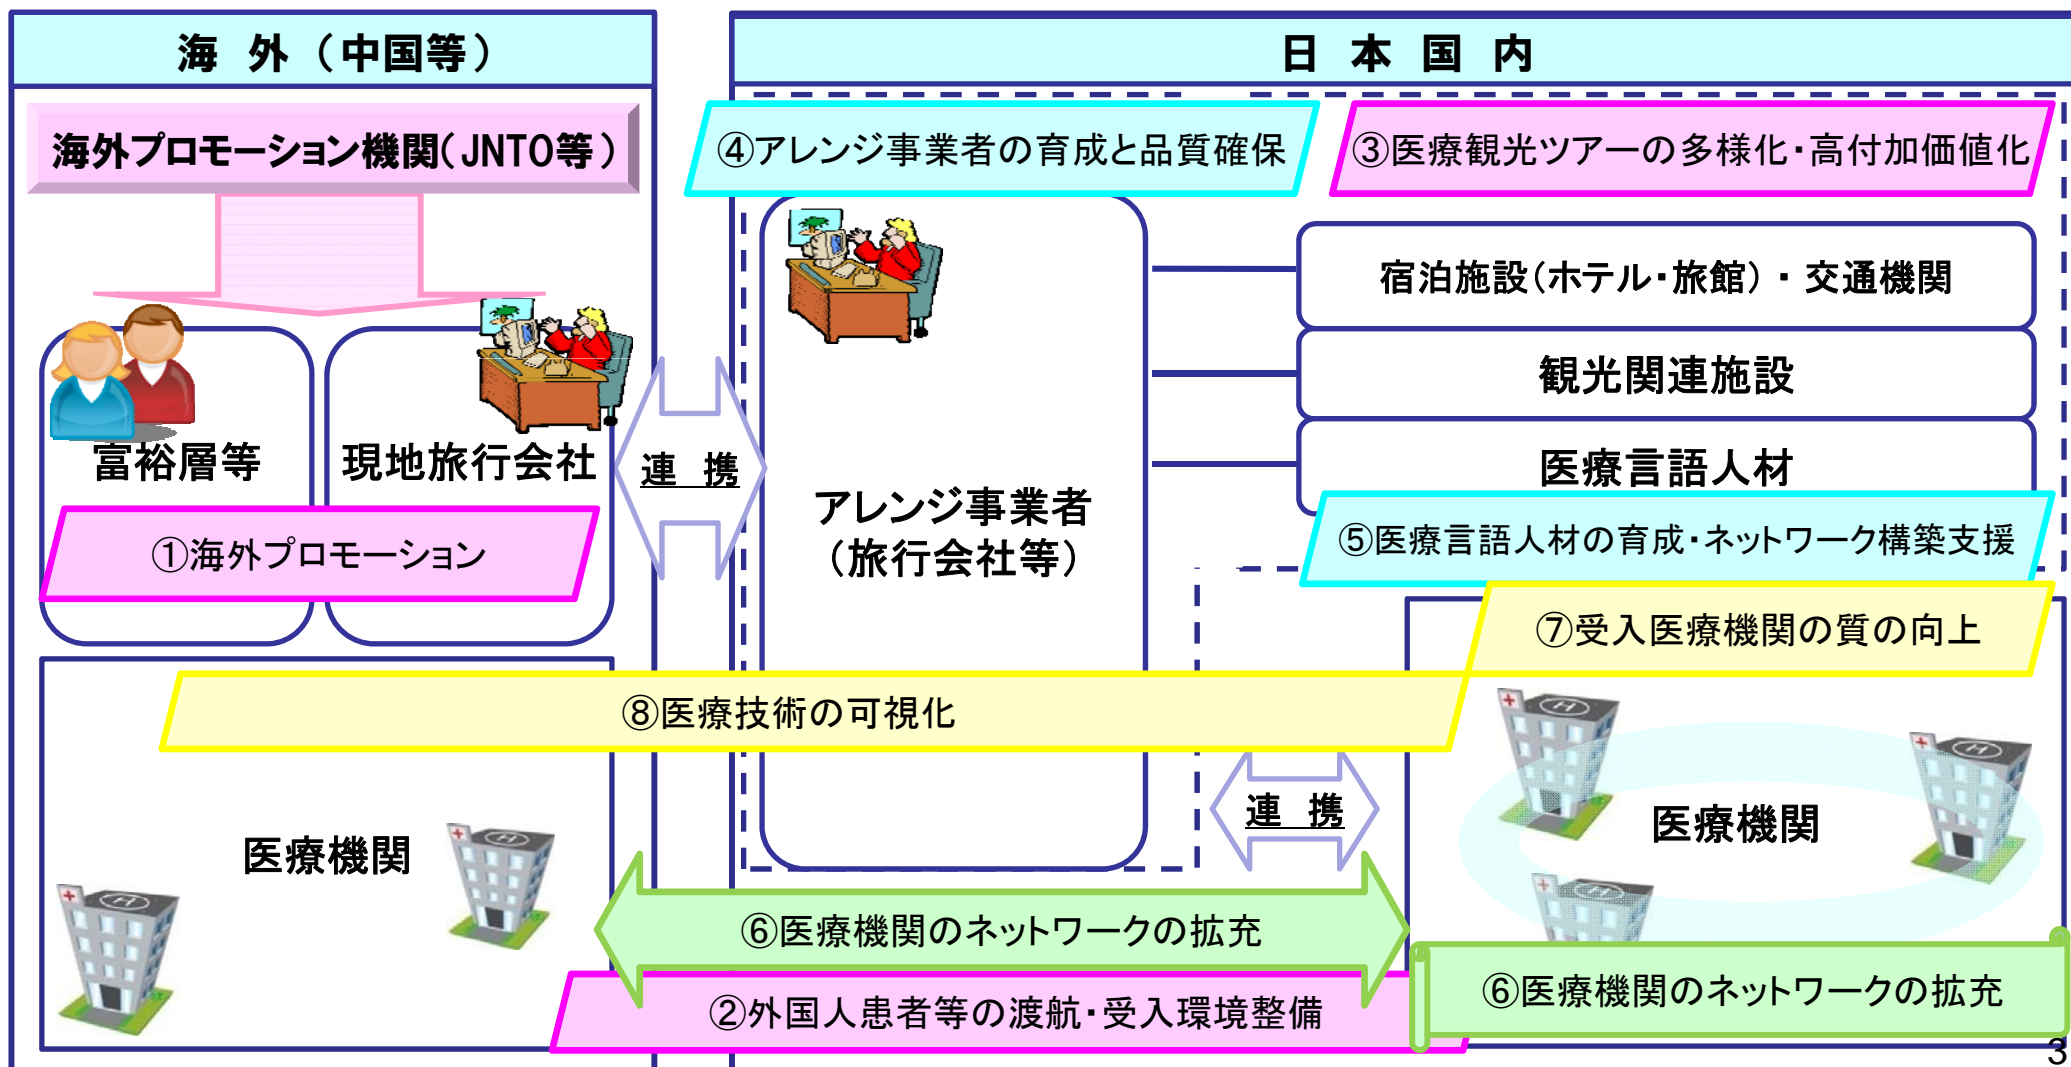 海 外 (中国等)
海外プロモーション機関(JNTO等)
富裕層等
現地旅行会社
①海外プロモーション
連 携
医療機関
日 本 国 内
④アレンジ事業者の育成と品質確保
③医療観光ツアーの多様化・高付加価値化
アレンジ事業者
(旅行会社等)
宿泊施設(ホテル・旅館)・交通機関
観光関連施設
医療言語人材
⑤医療言語人材の育成・ネットワーク構築支援
⑦受入医療機関の質の向上
⑧医療技術の可視化
連 携
医療機関
⑥医療機関のネットワークの拡充
⑥医療機関のネットワークの拡充
②外国人患者等の渡航・受入環境整備
3